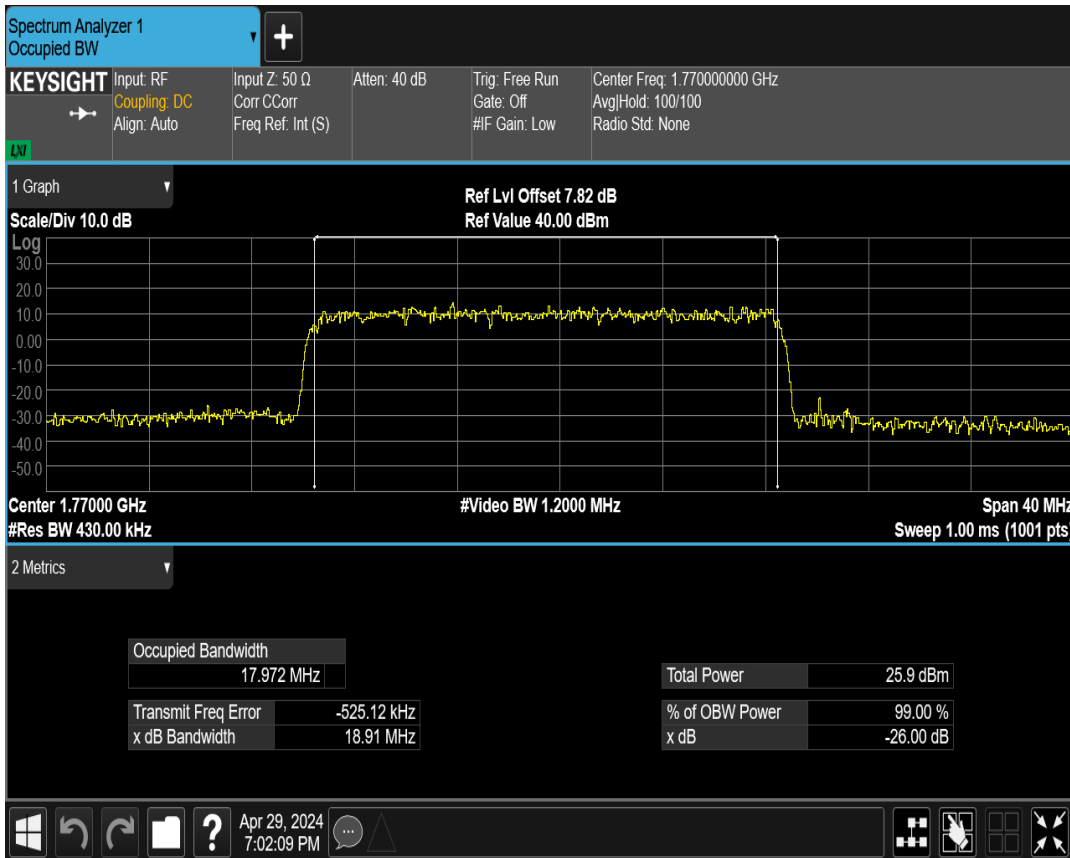 Spectrum Analyzer 1
Occupied BW
KEYSIGHT
LXI
Input: RF
Coupling: DC
Align: Auto
Input Z: 50 Ω
Corr CCorr
Freq Ref: Int (S)
Atten: 40 dB
Trig: Free Run
Gate: Off
#IF Gain: Low
Center Freq: 1.770000000 GHz
Avg|Hold: 100/100
Radio Std: None
1 Graph
Scale/Div 10.0 dB
Ref Lvl Offset 7.82 dB
Ref Value 40.00 dBm
Log
30.0
20.0
10.0
0.00
-10.0
-20.0
-30.0
-40.0
-50.0
Center 1.77000 GHz
#Video BW 1.2000 MHz
Span 40 MHz
#Res BW 430.00 kHz
Sweep 1.00 ms (1001 pts)
2 Metrics
Occupied Bandwidth
17.972 MHz
Total Power 25.9 dBm
Transmit Freq Error -525.12 kHz
% of OBW Power 99.00 %
x dB Bandwidth 18.91 MHz
x dB -26.00 dB
Apr 29, 2024
7:02:09 PM